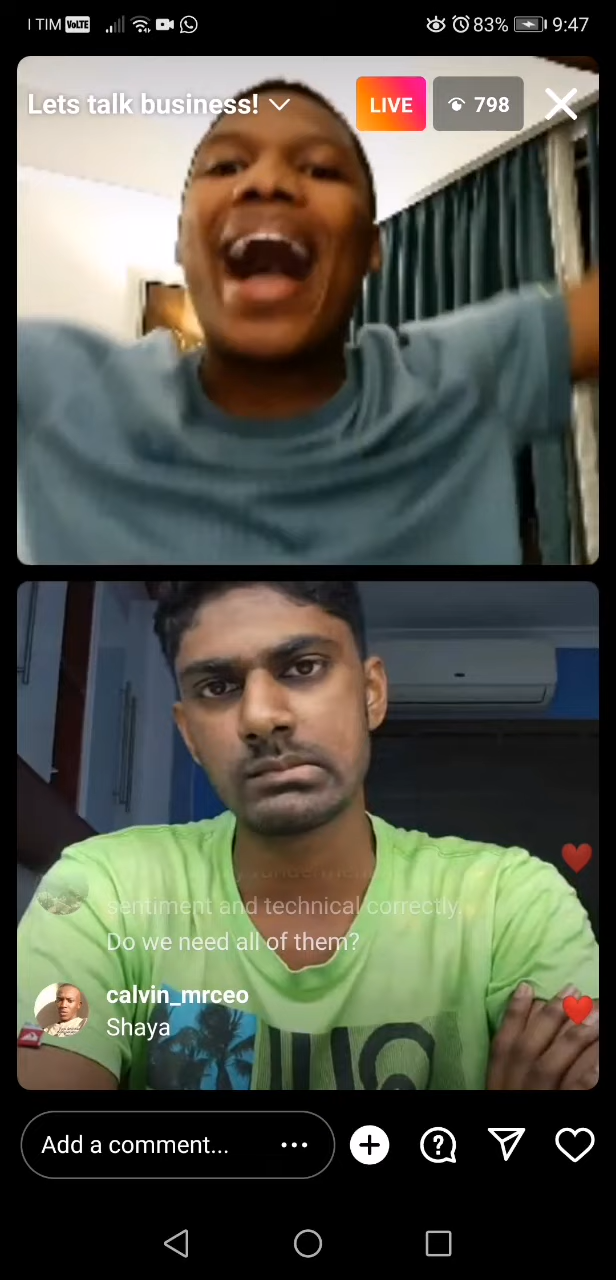 I TIM VoLTE 83% 9:47
Lets talk business! LIVE 798
sentiment and technical correctly.
Do we need all of them?
calvin_mrceo
Shaya
Add a comment...